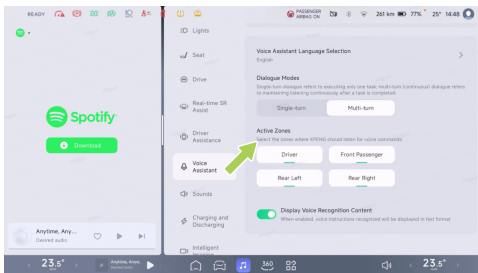 READY
PASSENGER
AIRBAG ON
261 km
77%
25°
14:48
Spotify
Download
Anytime, Any...
Desired audio
Lights
Seat
Drive
Real-time SR
Assist
Driver
Assistance
Voice
Assistant
Sounds
Charging and
Discharging
Intelligent
Voice Assistant Language Selection
English
Dialogue Modes
Single-turn dialogue refers to executing only one task; multi-turn (continuous) dialogue refers
to maintaining listening continuously after a task is completed.
Single-turn
Multi-turn
Active Zones
Select the zones where XPENG should listen for voice commands
Driver
Front Passenger
Rear Left
Rear Right
Display Voice Recognition Content
When enabled, voice instructions recognized will be displayed in text format
23.5°
Anytime, Anyw.
360
23.5°